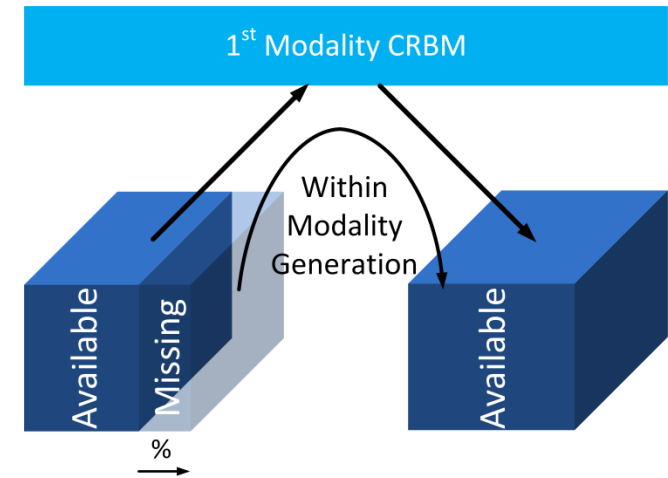 1st Modality CRBM
Within
Modality
Generation
Available
Missing
Available
%